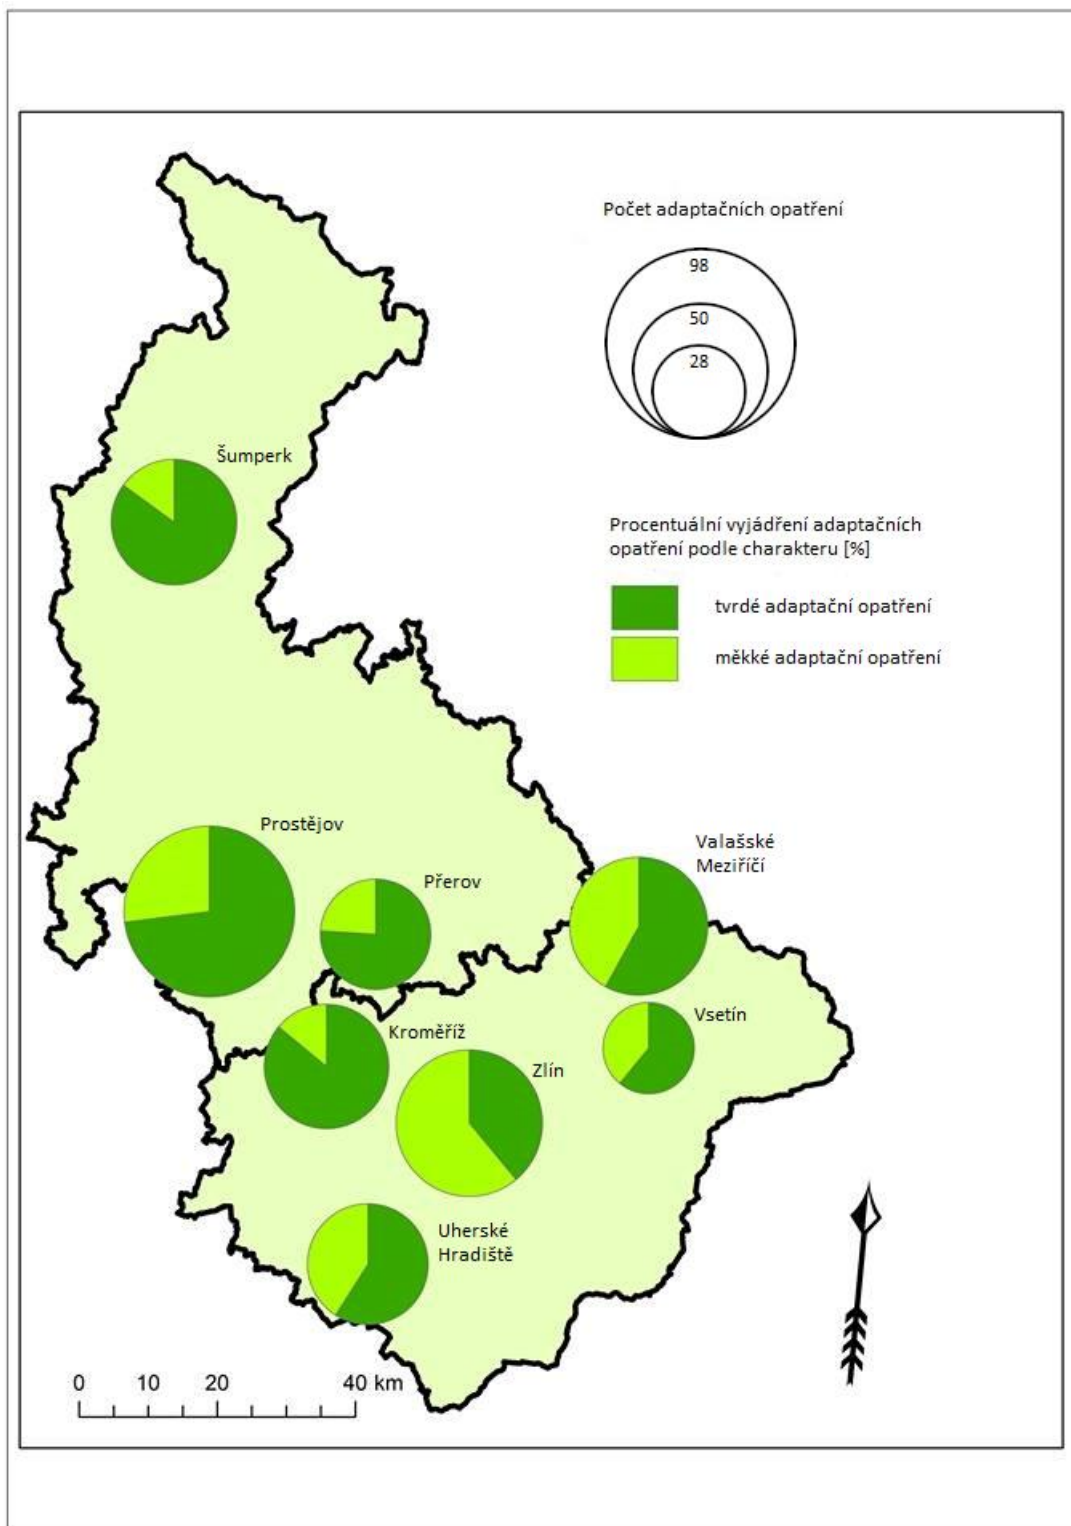 Počet adaptačních opatření
98
50
28
Šumperk
Procentuální vyjádření adaptačních
opatření podle charakteru [%]
tvrdé adaptační opatření
měkké adaptační opatření
Prostějov
Přerov
Valašské
Meziříčí
Vsetín
Kroměříž
Zlín
Uherské
Hradiště
0 10 20 40 km